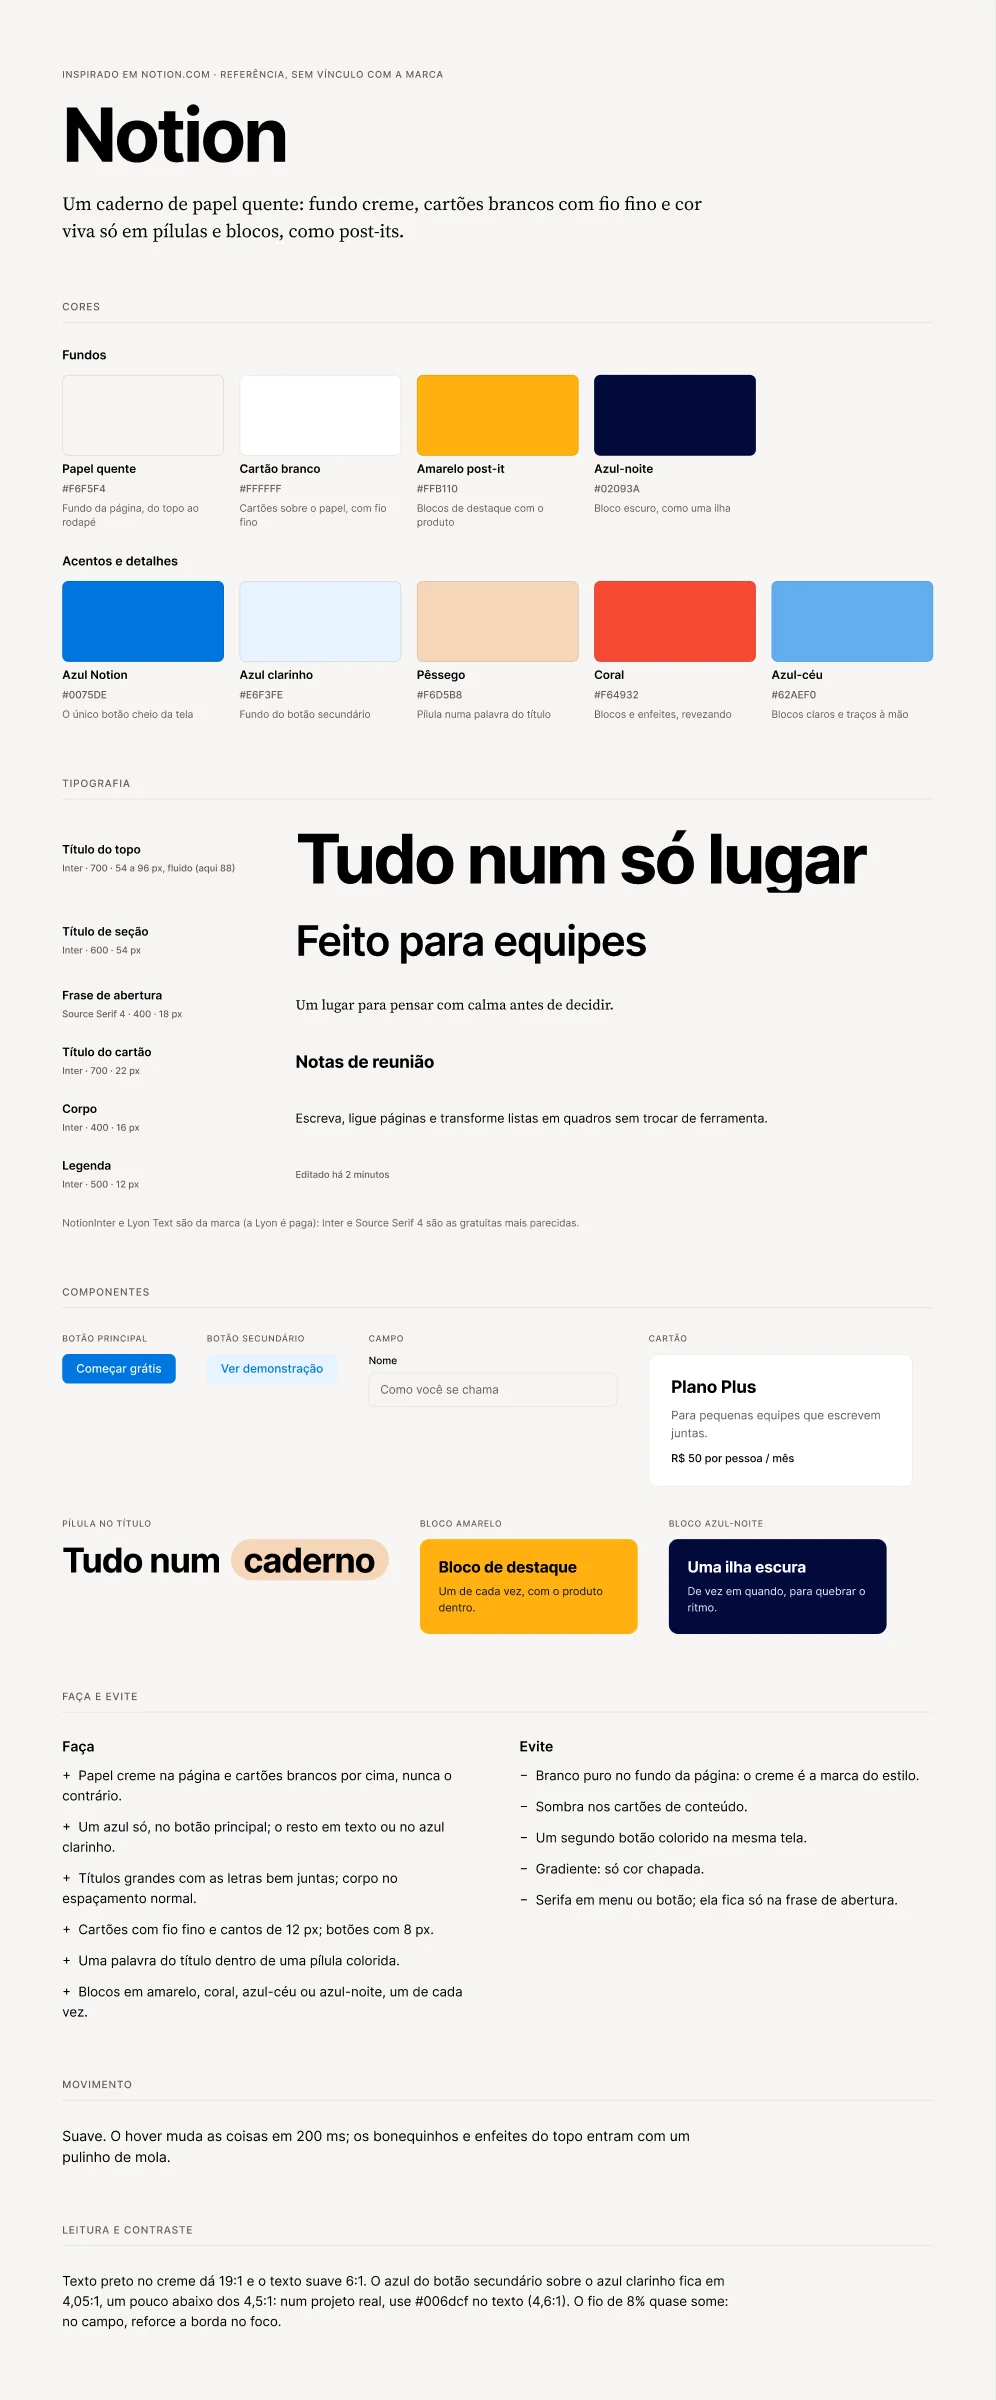 INSPIRADO EM NOTION.COM · REFERÊNCIA, SEM VÍNCULO COM A MARCA
Notion
Um caderno de papel quente: fundo creme, cartões brancos com fio fino e cor
viva só em pílulas e blocos, como post-its.
CORES
Fundos
Papel quente
#F6F5F4
Fundo da página, do topo ao
rodapé
Cartão branco
#FFFFFF
Cartões sobre o papel, com fio
fino
Amarelo post-it
#FFB110
Blocos de destaque com o
produto
Azul-noite
#02093A
Bloco escuro, como uma ilha
Acentos e detalhes
Azul Notion
#0075DE
O único botão cheio da tela
Azul clarinho
#E6F3FE
Fundo do botão secundário
Pêssego
#F6D5B8
Pílula numa palavra do título
Coral
#F64932
Blocos e enfeites, revezando
Azul-céu
#62AEF0
Blocos claros e traços à mão
TIPOGRAFIA
Título do topo
Inter · 700 · 54 a 96 px, fluido (aqui 88)
Tudo num só lugar
Título de seção
Inter · 600 · 54 px
Feito para equipes
Frase de abertura
Source Serif 4 · 400 · 18 px
Um lugar para pensar com calma antes de decidir.
Título do cartão
Inter · 700 · 22 px
Notas de reunião
Corpo
Inter · 400 · 16 px
Escreva, ligue páginas e transforme listas em quadros sem trocar de ferramenta.
Legenda
Inter · 500 · 12 px
Editado há 2 minutos
NotionInter e Lyon Text são da marca (a Lyon é paga): Inter e Source Serif 4 são as gratuitas mais parecidas.
COMPONENTES
BOTÃO PRINCIPAL
Começar grátis
BOTÃO SECUNDÁRIO
Ver demonstração
CAMPO
Nome
Como você se chama
CARTÃO
Plano Plus
Para pequenas equipes que escrevem
juntas.
R$ 50 por pessoa / mês
PÍLULA NO TÍTULO
Tudo num caderno
BLOCO AMARELO
Bloco de destaque
Um de cada vez, com o produto
dentro.
BLOCO AZUL-NOITE
Uma ilha escura
De vez em quando, para quebrar o
ritmo.
FAÇA E EVITE
Faça
+ Papel creme na página e cartões brancos por cima, nunca o
contrário.
+ Um azul só, no botão principal; o resto em texto ou no azul
clarinho.
+ Títulos grandes com as letras bem juntas; corpo no
espaçamento normal.
+ Cartões com fio fino e cantos de 12 px; botões com 8 px.
+ Uma palavra do título dentro de uma pílula colorida.
+ Blocos em amarelo, coral, azul-céu ou azul-noite, um de cada
vez.
Evite
− Branco puro no fundo da página: o creme é a marca do estilo.
− Sombra nos cartões de conteúdo.
− Um segundo botão colorido na mesma tela.
− Gradiente: só cor chapada.
− Serifa em menu ou botão; ela fica só na frase de abertura.
MOVIMENTO
Suave. O hover muda as coisas em 200 ms; os bonequinhos e enfeites do topo entram com um
pulinho de mola.
LEITURA E CONTRASTE
Texto preto no creme dá 19:1 e o texto suave 6:1. O azul do botão secundário sobre o azul clarinho fica em
4,05:1, um pouco abaixo dos 4,5:1: num projeto real, use #006dcf no texto (4,6:1). O fio de 8% quase some:
no campo, reforce a borda no foco.